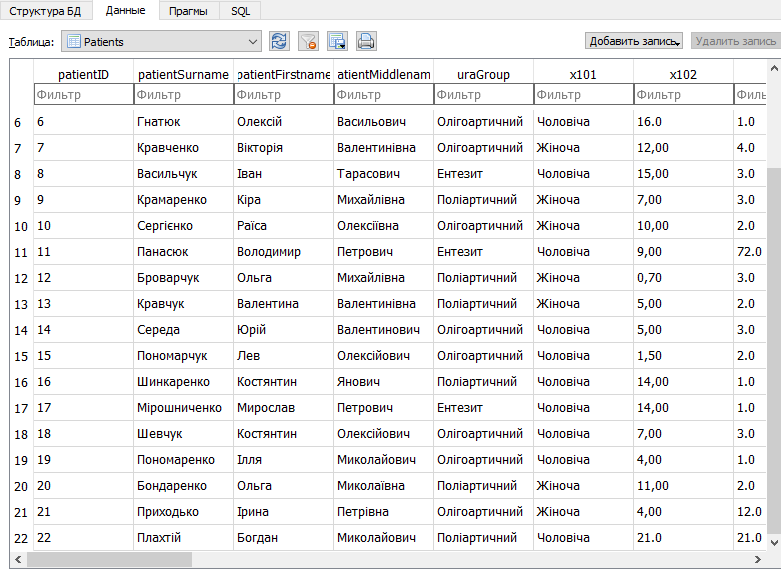 Структура БД Данные Прагмы SQL
Таблица: Patients Добавить запись Удалить запись
patientID patientSurname patientFirstname atientMiddlenam uraGroup x101 x102
Фильтр Фильтр Фильтр Фильтр Фильтр Фильтр Фильтр Филь
6 6 Гнатюк Олексій Васильович Олігоартичний Чоловіча 16.0 1.0
7 7 Кравченко Вікторія Валентинівна Олігоартичний Жіноча 12,00 4.0
8 8 Васильчук Іван Тарасович Ентезит Чоловіча 15,00 3.0
9 9 Крамаренко Кіра Михайлівна Поліартичний Жіноча 7,00 3.0
10 10 Сергієнко Раїса Олексіївна Олігоартичний Жіноча 10,00 2.0
11 11 Панасюк Володимир Петрович Ентезит Чоловіча 9,00 72.0
12 12 Броварчук Ольга Михайлівна Поліартичний Жіноча 0,70 3.0
13 13 Кравчук Валентина Валентинівна Поліартичний Жіноча 5,00 2.0
14 14 Середа Юрій Валентинович Олігоартичний Чоловіча 5,00 3.0
15 15 Пономарчук Лев Олексійович Олігоартичний Чоловіча 1,50 2.0
16 16 Шинкаренко Костянтин Янович Поліартичний Чоловіча 14,00 1.0
17 17 Мірошниченко Мирослав Петрович Ентезит Чоловіча 14,00 1.0
18 18 Шевчук Костянтин Олексійович Олігоартичний Чоловіча 7,00 3.0
19 19 Пономаренко Ілля Миколайович Олігоартичний Чоловіча 4,00 1.0
20 20 Бондаренко Ольга Миколаївна Поліартичний Жіноча 11,00 2.0
21 21 Приходько Ірина Петрівна Олігоартичний Жіноча 4,00 12.0
22 22 Плахтій Богдан Миколайович Поліартичний Чоловіча 21.0 21.0